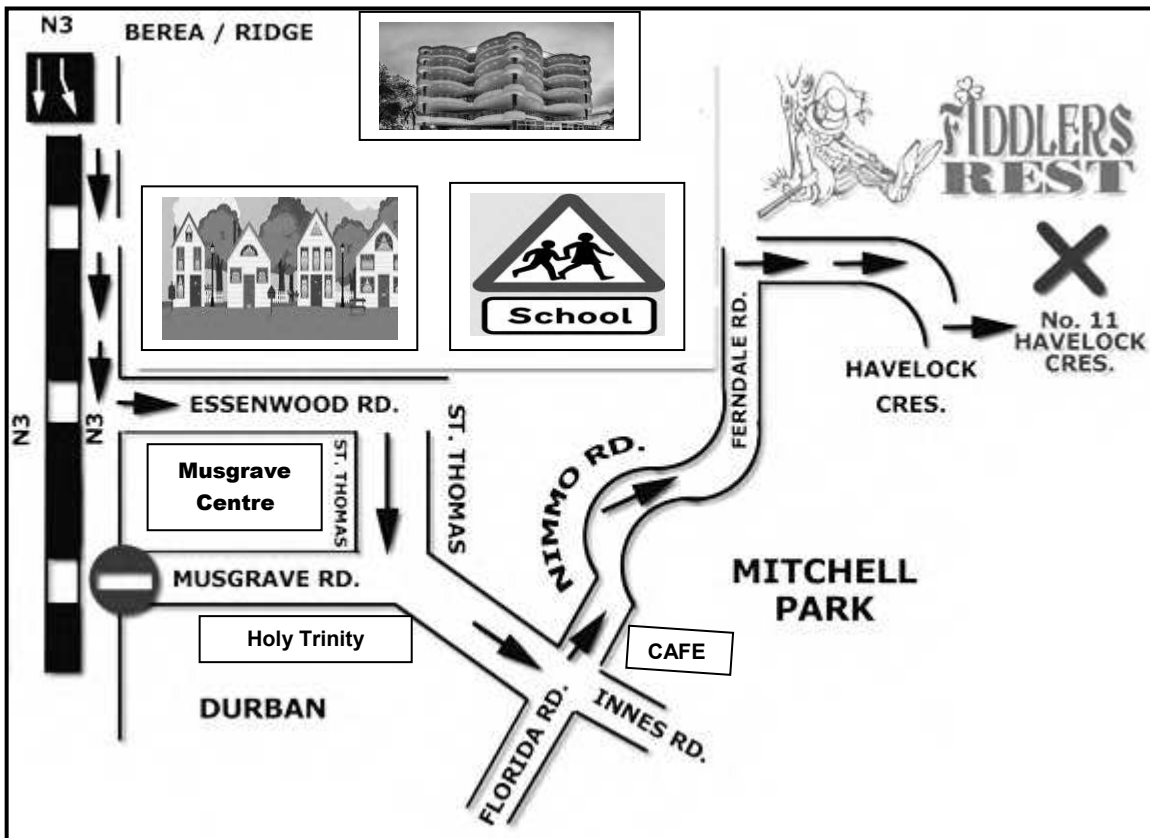 N3
BEREA / RIDGE
FIDDLERS
REST
School
No. 11
HAVELOCK
CRES.
HAVELOCK
CRES.
FERNDALE RD.
N3
N3
ESSENWOOD RD.
ST. THOMAS
ST. THOMAS
Musgrave
Centre
NIMMO RD.
MUSGRAVE RD.
MITCHELL
PARK
Holy Trinity
CAFE
DURBAN
FLORIDA RD.
INNES RD.